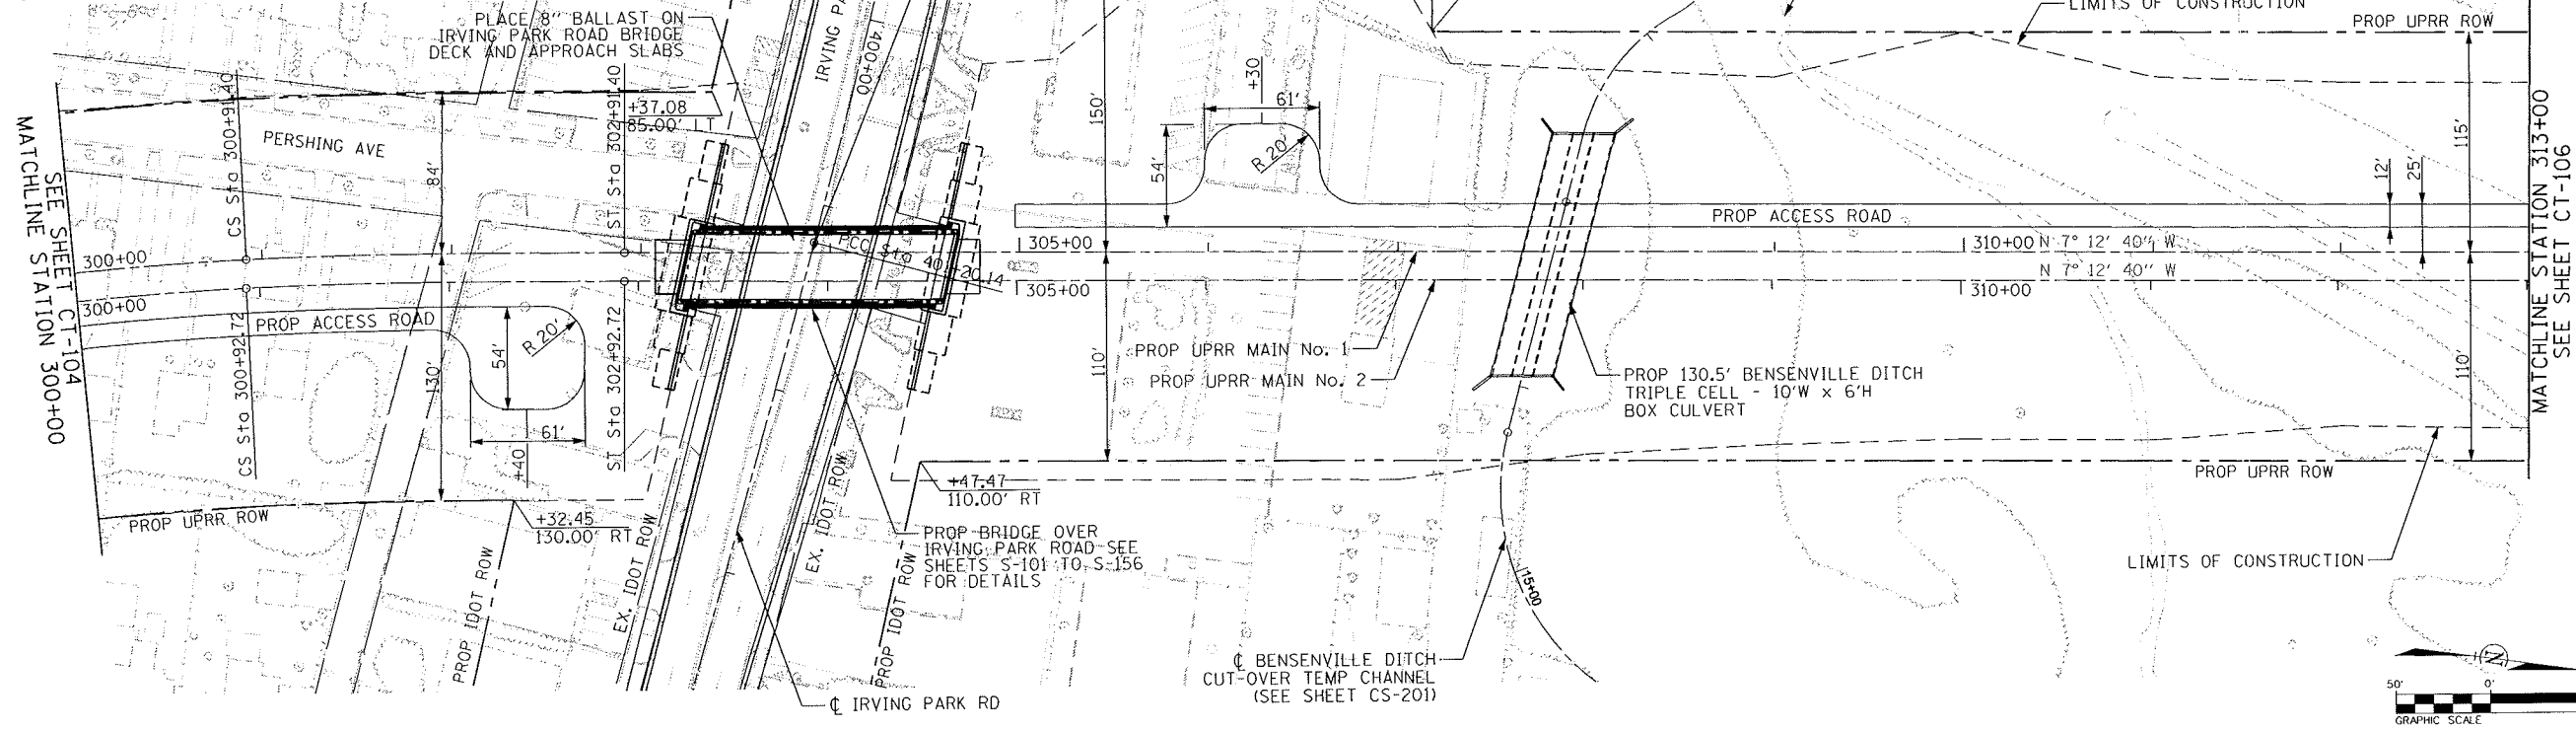 PLACE 8" BALLAST ON
IRVING PARK ROAD BRIDGE
DECK AND APPROACH SLABS
IRVING
400+00
LIMITS OF CONSTRUCTION
PROP UPRR ROW
SEE SHEET CT-104
MATCHLINE STATION 300+00
CS Sta 300+91.40
PERSHING AVE
84'
ST Sta 302+91.40
+37.08
85.00' LT
150'
+30
61'
54'
R 20'
115'
12'
25'
MATCHLINE STATION 313+00
SEE SHEET CT-106
PROP ACCESS ROAD
300+00
PCC Sta 40 +20.14
305+00
310+00 N 7° 12' 40" W
300+00
305+00
N 7° 12' 40" W
310+00
PROP ACCESS ROAD
CS Sta 300+92.72
130'
54'
R 20'
61'
+40
ST Sta 302+92.72
110'
PROP UPRR MAIN No. 1
PROP UPRR MAIN No. 2
PROP 130.5' BENSENVILLE DITCH
TRIPLE CELL - 10'W x 6'H
BOX CULVERT
110'
PROP UPRR ROW
+32.45
130.00' RT
+47.47
110.00' RT
PROP UPRR ROW
PROP IDOT ROW
EX. IDOT ROW
EX. IDOT ROW
PROP IDOT ROW
PROP BRIDGE OVER
IRVING PARK ROAD SEE
SHEETS S-101 TO S-156
FOR DETAILS
15+00
LIMITS OF CONSTRUCTION
℄ BENSENVILLE DITCH
CUT-OVER TEMP CHANNEL
(SEE SHEET CS-201)
℄ IRVING PARK RD
N
50'
0'
GRAPHIC SCALE